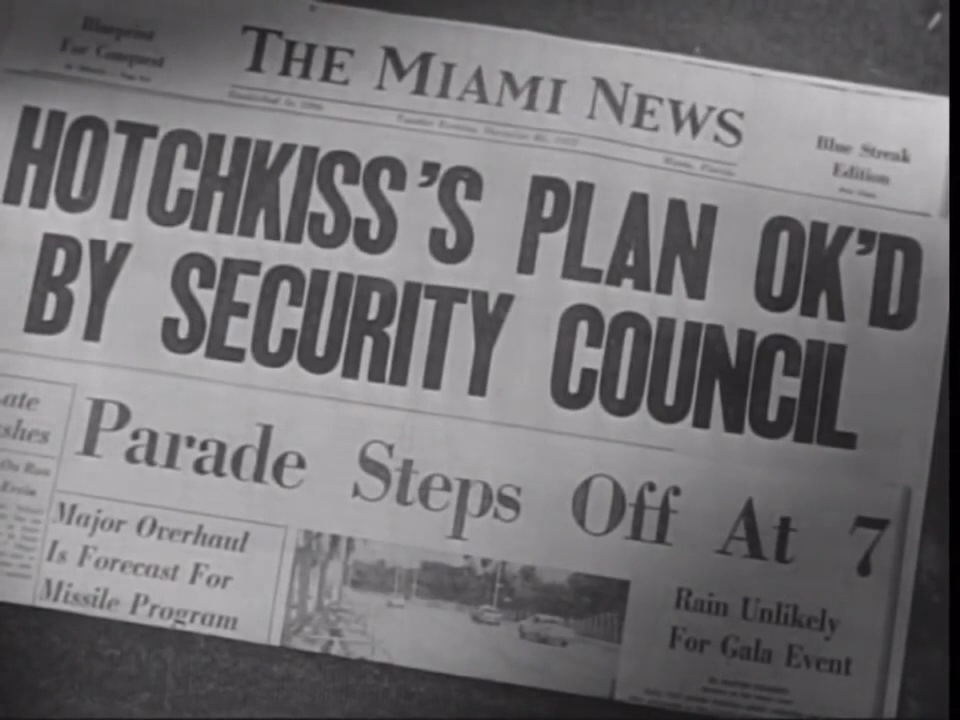 Blueprint
For Conquest
THE MIAMI NEWS
Blue Streak
Edition
HOTCHKISS'S PLAN OK'D
BY SECURITY COUNCIL
Parade Steps Off At 7
Major Overhaul
Is Forecast For
Missile Program
Rain Unlikely
For Gala Event